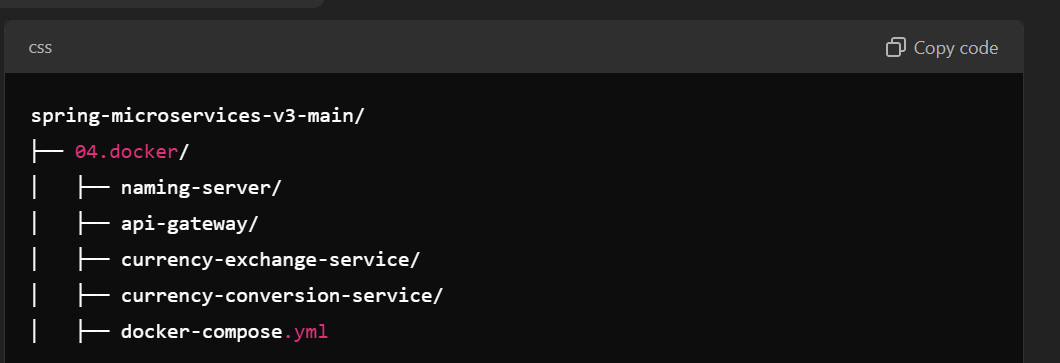 css
Copy code
spring-microservices-v3-main/
├── 04.docker/
│   ├── naming-server/
│   ├── api-gateway/
│   ├── currency-exchange-service/
│   ├── currency-conversion-service/
│   ├── docker-compose.yml